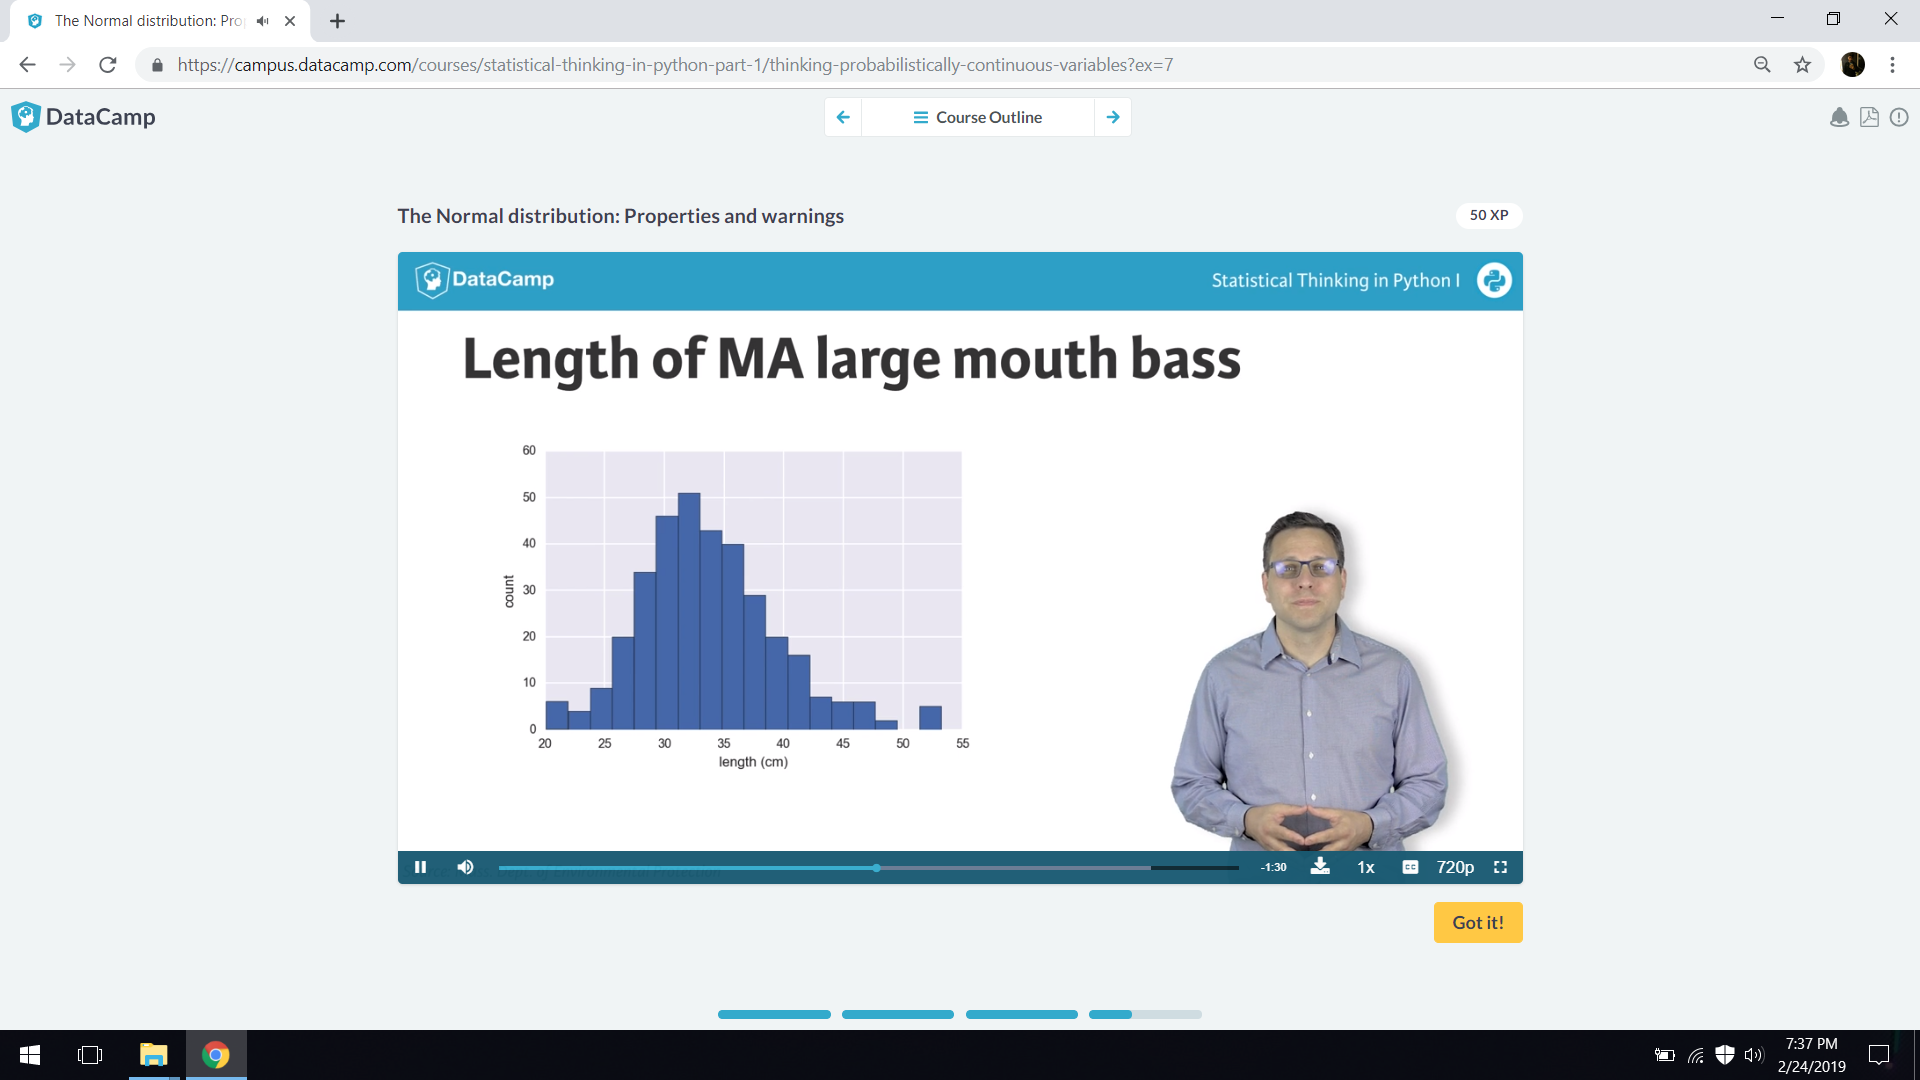 The Normal distribution: Pro
https://campus.datacamp.com/courses/statistical-thinking-in-python-part-1/thinking-probabilistically-continuous-variables?ex=7
DataCamp
Course Outline
The Normal distribution: Properties and warnings
50 XP
DataCamp
Statistical Thinking in Python I
Length of MA large mouth bass
60
50
40
30
20
10
0
count
20 25 30 35 40 45 50 55
length (cm)
-1:30
1x
cc
720p
Got it!
7:37 PM
2/24/2019